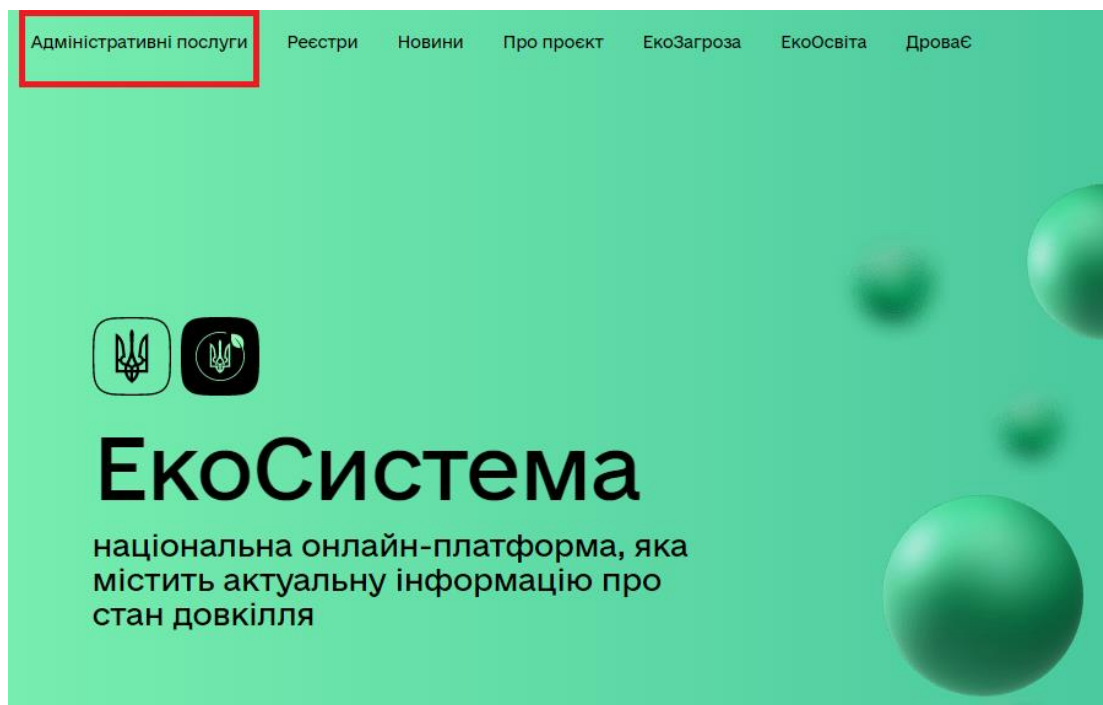 Адміністративні послуги Реєстри Новини Про проєкт ЕкоЗагроза ЕкоОсвіта ДроваЄ
ЕкоСистема
національна онлайн-платформа, яка
містить актуальну інформацію про
стан довкілля